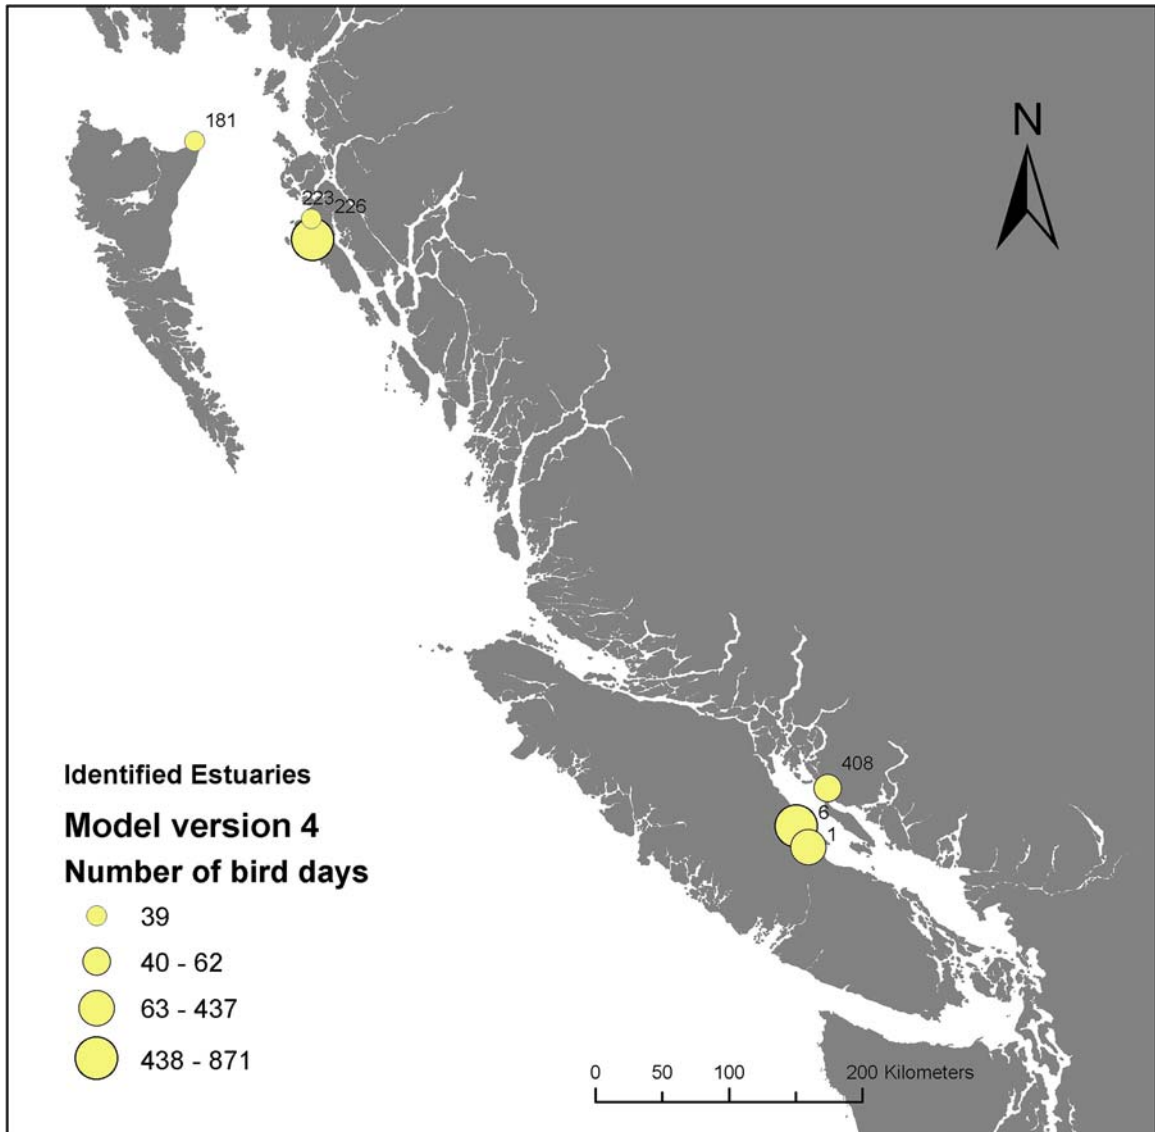 N
181
223
226
408
6
1
Identified Estuaries
Model version 4
Number of bird days
39
40 - 62
63 - 437
438 - 871
0 50 100 200 Kilometers